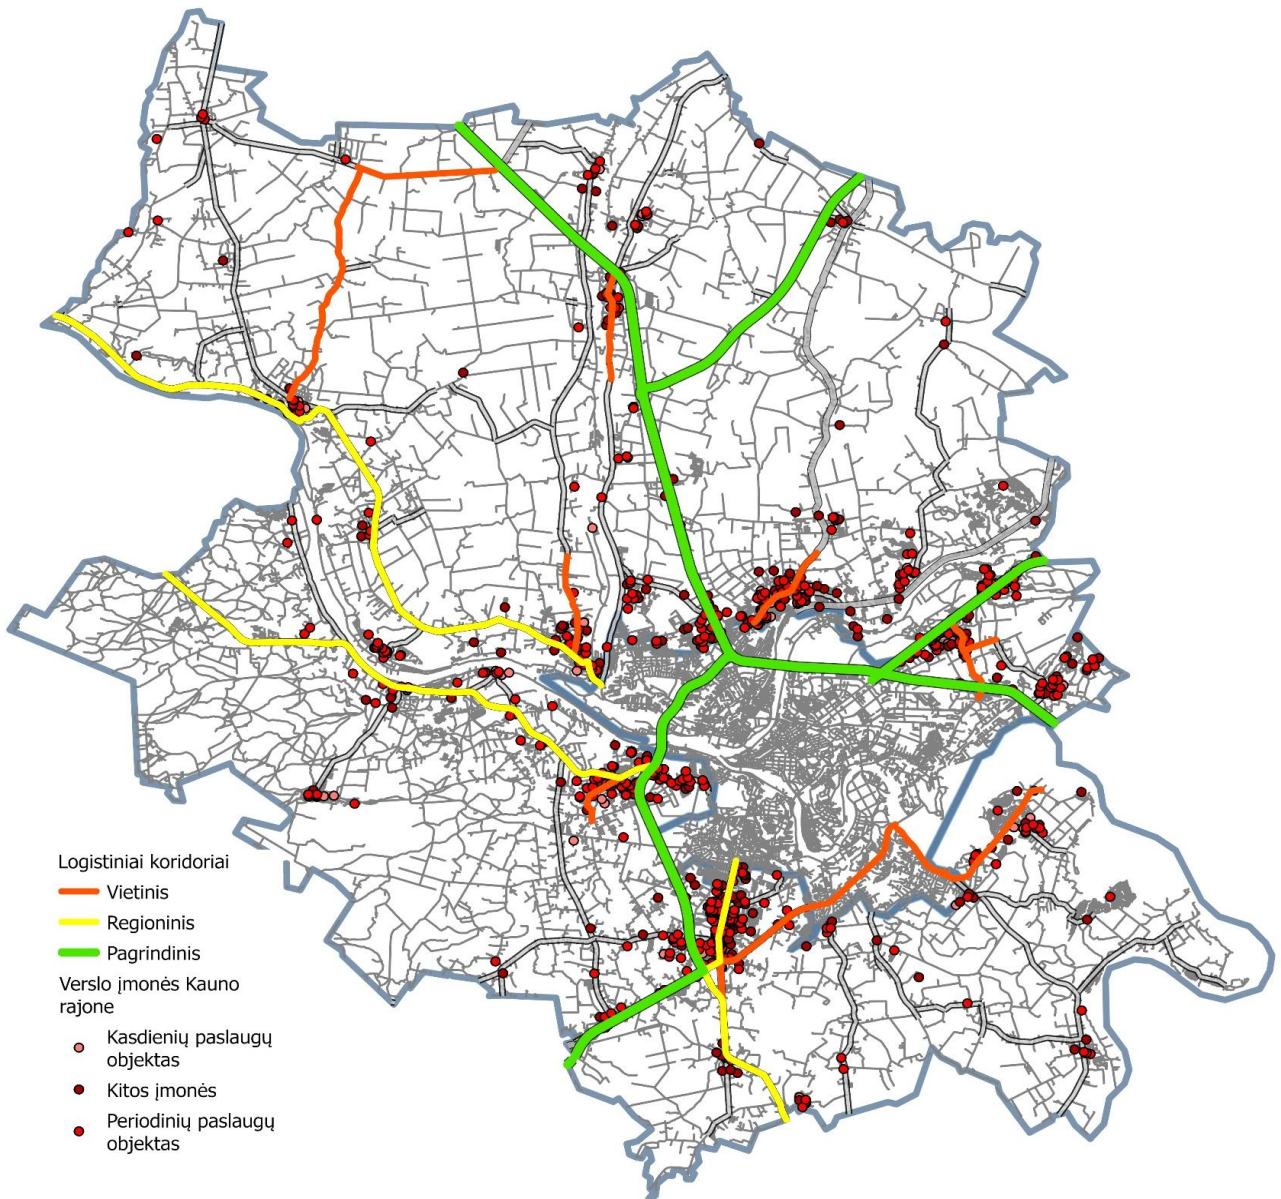 Logistiniai koridoriai
Vietinis
Regioninis
Pagrindinis
Verslo įmonės Kauno
rajone
Kasdienių paslaugų
objektas
Kitos įmonės
Periodinių paslaugų
objektas